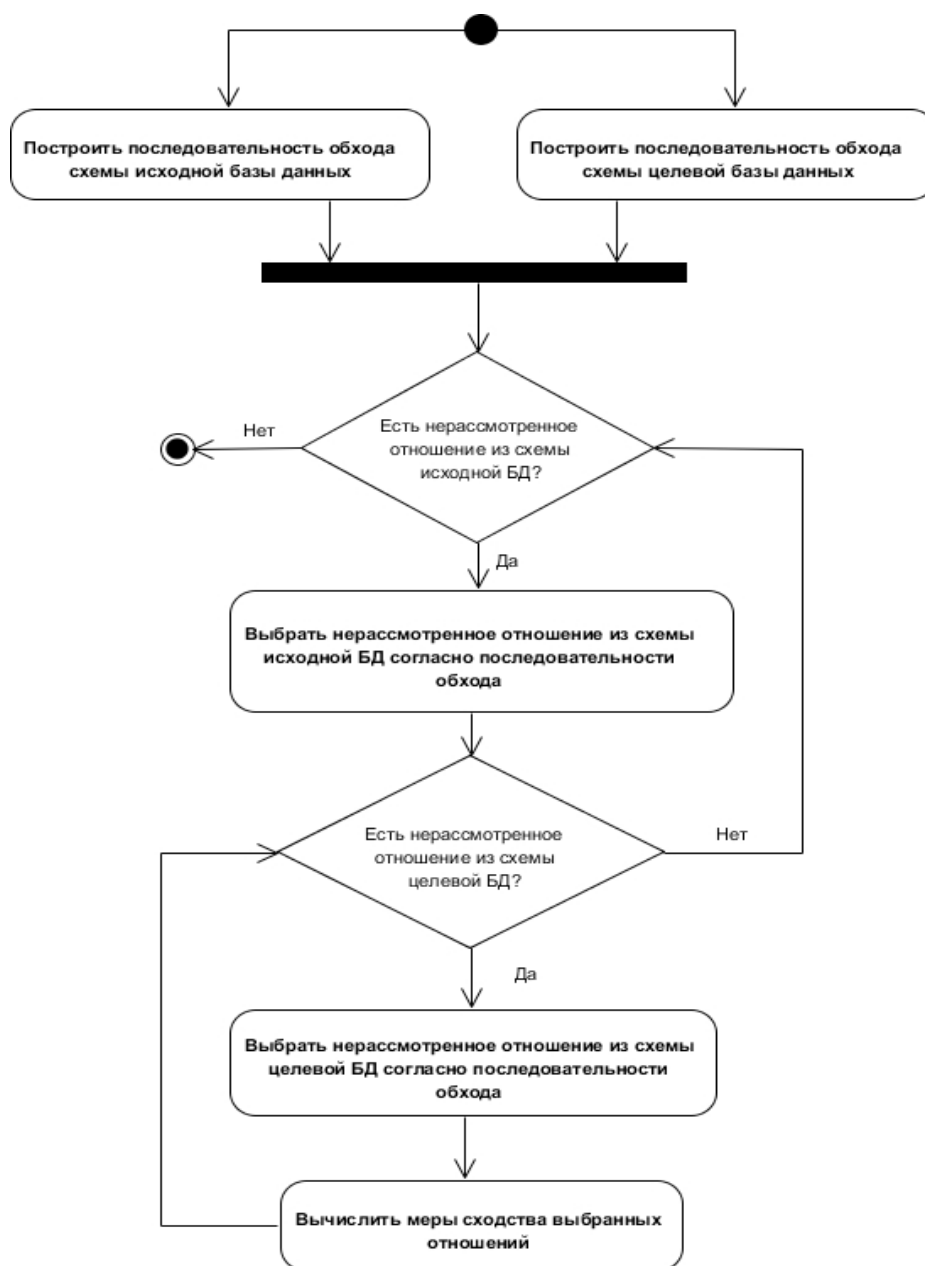 Построить последовательность обхода
схемы исходной базы данных
Построить последовательность обхода
схемы целевой базы данных
Нет
Есть нерассмотренное
отношение из схемы
исходной БД?
Да
Выбрать нерассмотренное отношение из схемы
исходной БД согласно последовательности
обхода
Есть нерассмотренное
отношение из схемы
целевой БД?
Нет
Да
Выбрать нерассмотренное отношение из схемы
целевой БД согласно последовательности
обхода
Вычислить меры сходства выбранных
отношений